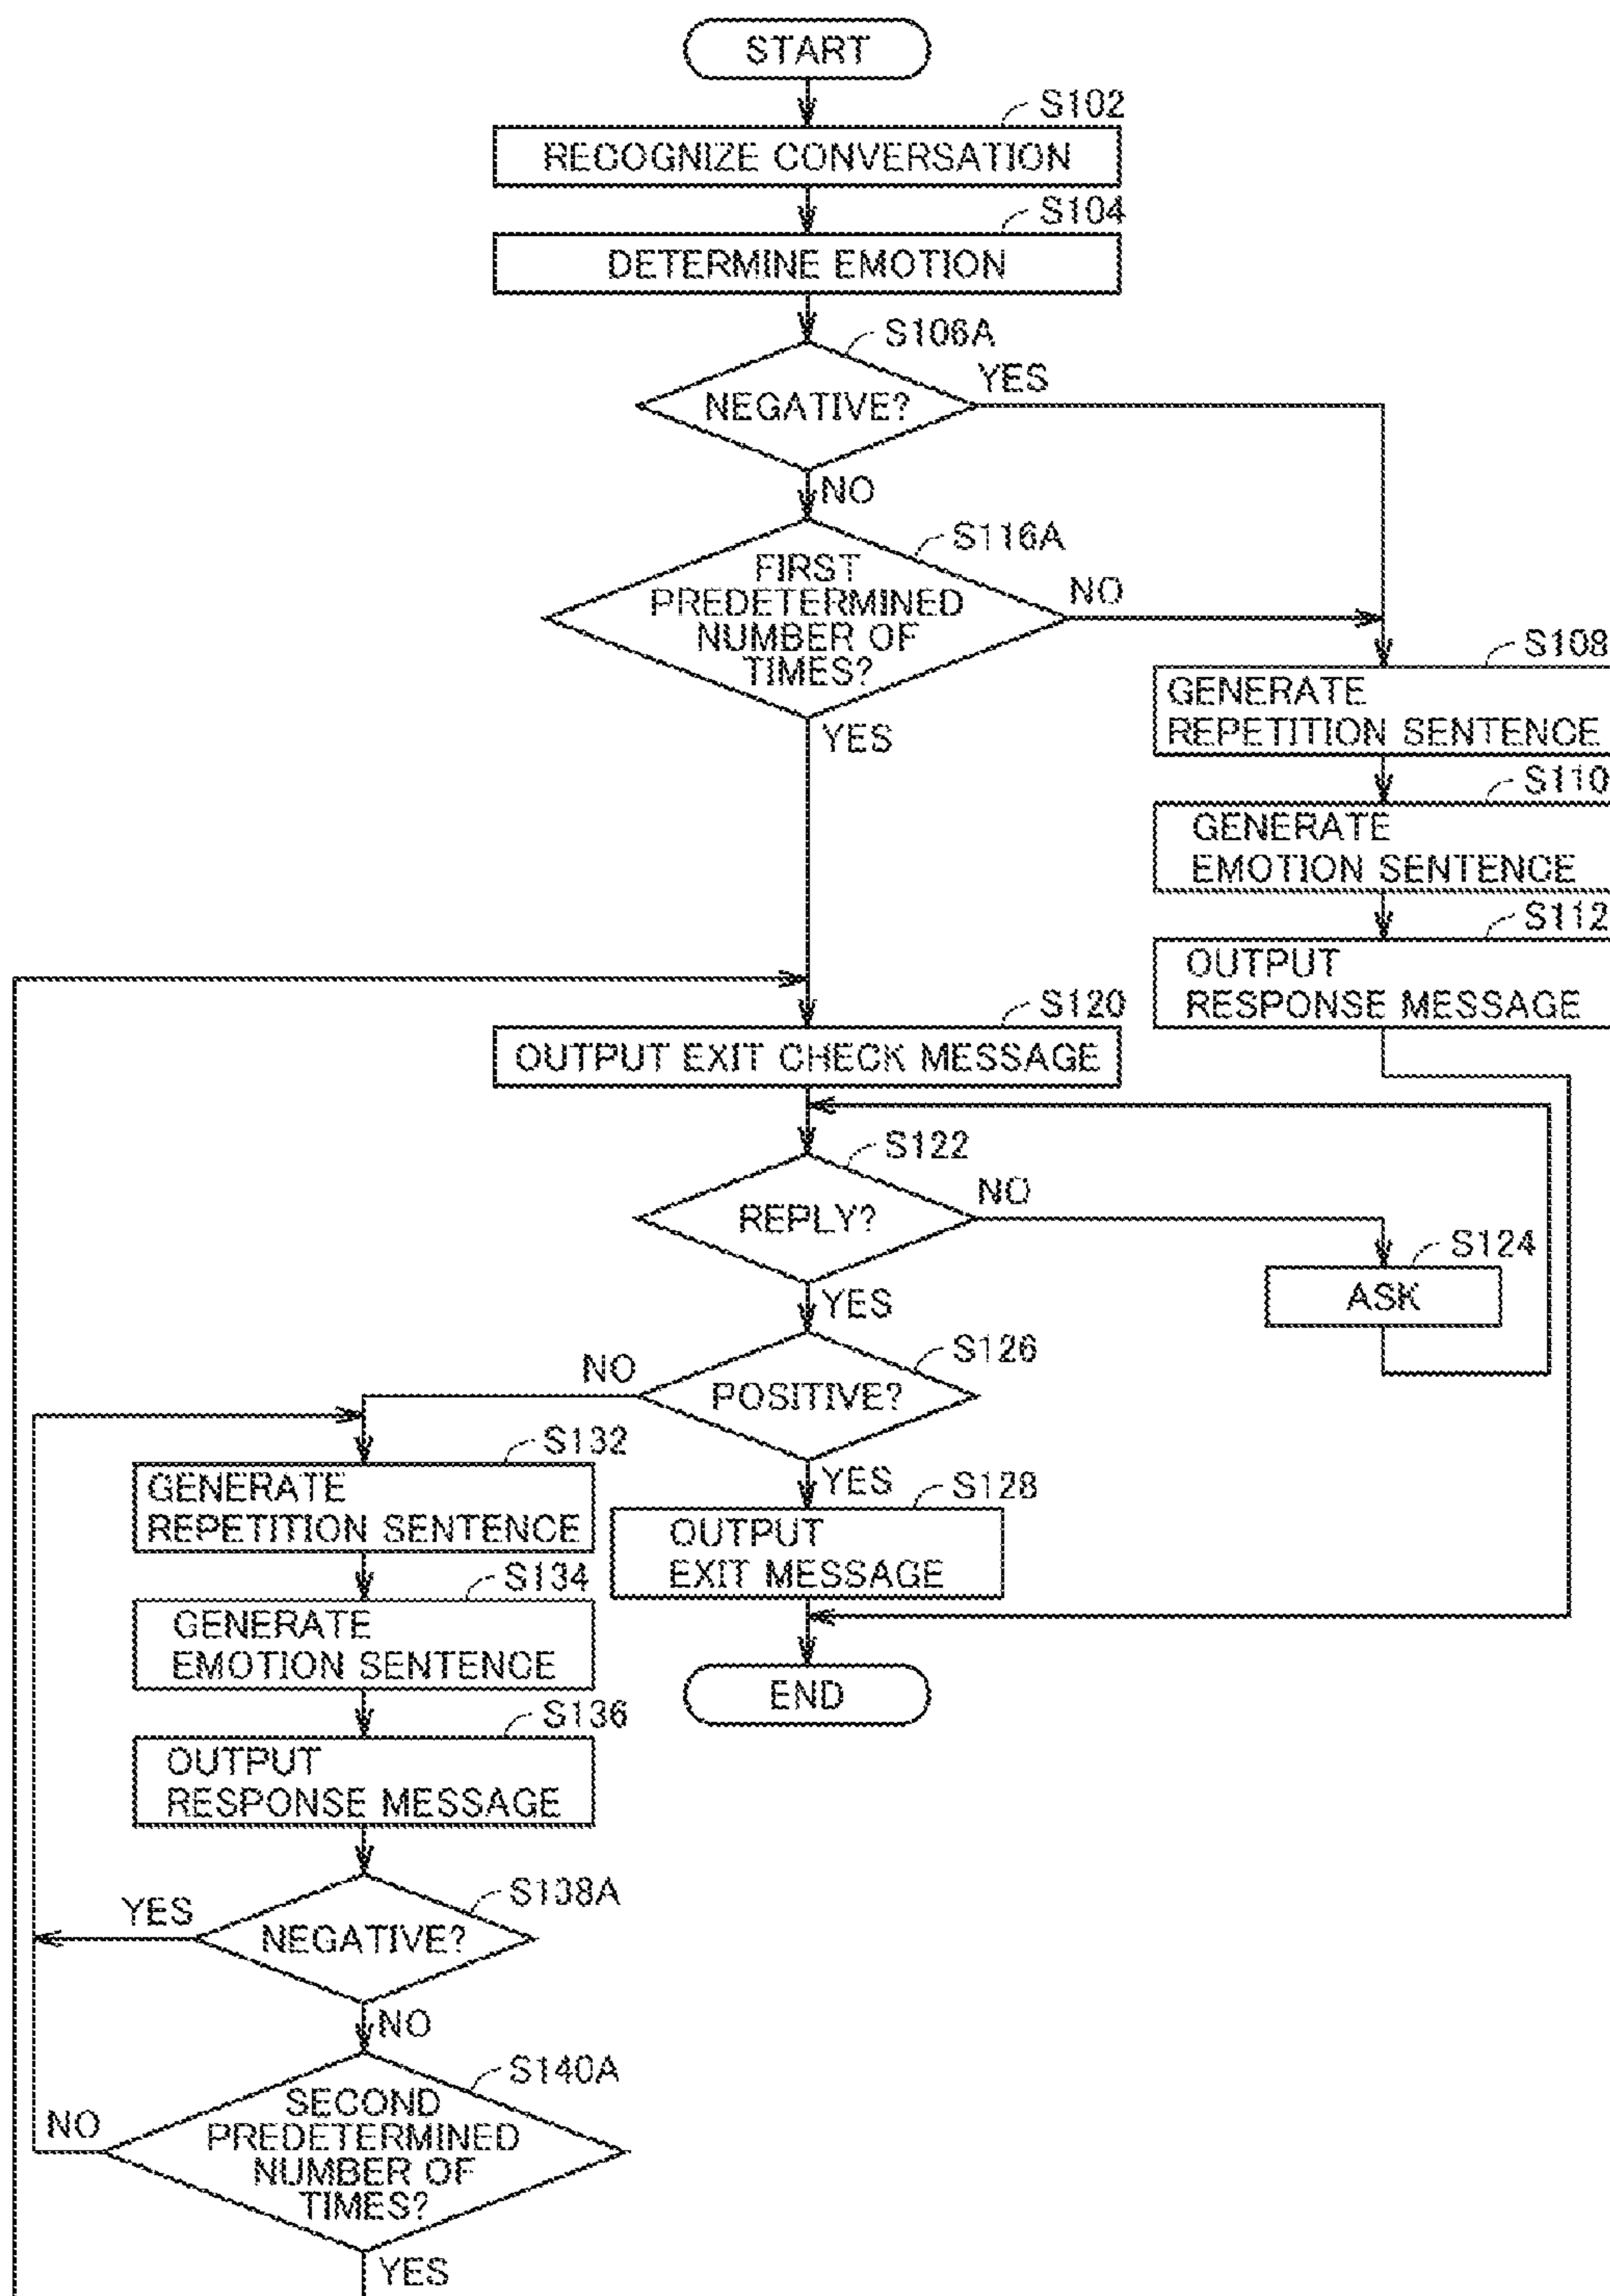 START
S102
RECOGNIZE CONVERSATION
S104
DETERMINE EMOTION
S106A
NEGATIVE?
YES
NO
S116A
FIRST
PREDETERMINED
NUMBER OF
TIMES?
NO
YES
S108
GENERATE
REPETITION SENTENCE
S110
GENERATE
EMOTION SENTENCE
S112
OUTPUT
RESPONSE MESSAGE
S120
OUTPUT EXIT CHECK MESSAGE
S122
REPLY?
NO
YES
S124
ASK
S126
POSITIVE?
NO
YES
S128
OUTPUT
EXIT MESSAGE
END
S132
GENERATE
REPETITION SENTENCE
S134
GENERATE
EMOTION SENTENCE
S136
OUTPUT
RESPONSE MESSAGE
S138A
NEGATIVE?
YES
NO
S140A
SECOND
PREDETERMINED
NUMBER OF
TIMES?
NO
YES